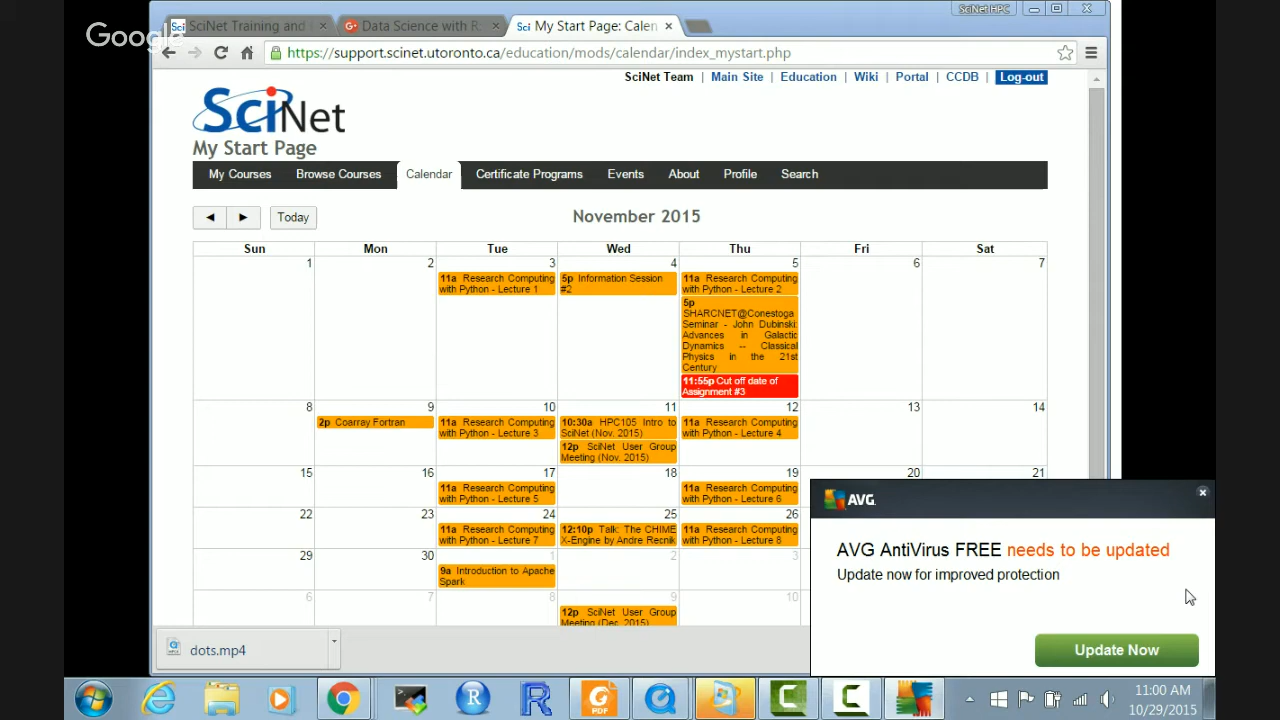 SciNet Training and
Data Science with R
My Start Page: Calen
SciNet HPC
Google
https://support.scinet.utoronto.ca/education/mods/calendar/index_mystart.php
SciNet Team | Main Site | Education | Wiki | Portal | CCDB | Log-out
SciNet
My Start Page
My Courses Browse Courses Calendar Certificate Programs Events About Profile Search
Today
November 2015
Sun Mon Tue Wed Thu Fri Sat
1 2 3 4 5 6 7
11a Research Computing
with Python - Lecture 1
5p Information Session
#2
11a Research Computing
with Python - Lecture 2
5p
SHARCNET@Conestoga
Seminar - John Dubinski:
Advances in Galactic
Dynamics -- Classical
Physics in the 21st
Century
11:55p Cut off date of
Assignment #3
8 9 10 11 12 13 14
2p Coarray Fortran
11a Research Computing
with Python - Lecture 3
10:30a HPC105 Intro to
SciNet (Nov. 2015)
12p SciNet User Group
Meeting (Nov. 2015)
11a Research Computing
with Python - Lecture 4
15 16 17 18 19 20 21
11a Research Computing
with Python - Lecture 5
11a Research Computing
with Python - Lecture 6
22 23 24 25 26
11a Research Computing
with Python - Lecture 7
12:10p Talk: The CHIME
X-Engine by Andre Recnik
11a Research Computing
with Python - Lecture 8
29 30 1 2 3
9a Introduction to Apache
Spark
6 7 8 9 10
12p SciNet User Group
Meeting (Dec. 2015)
AVG
AVG AntiVirus FREE needs to be updated
Update now for improved protection
Update Now
dots.mp4
PDF
11:00 AM
10/29/2015